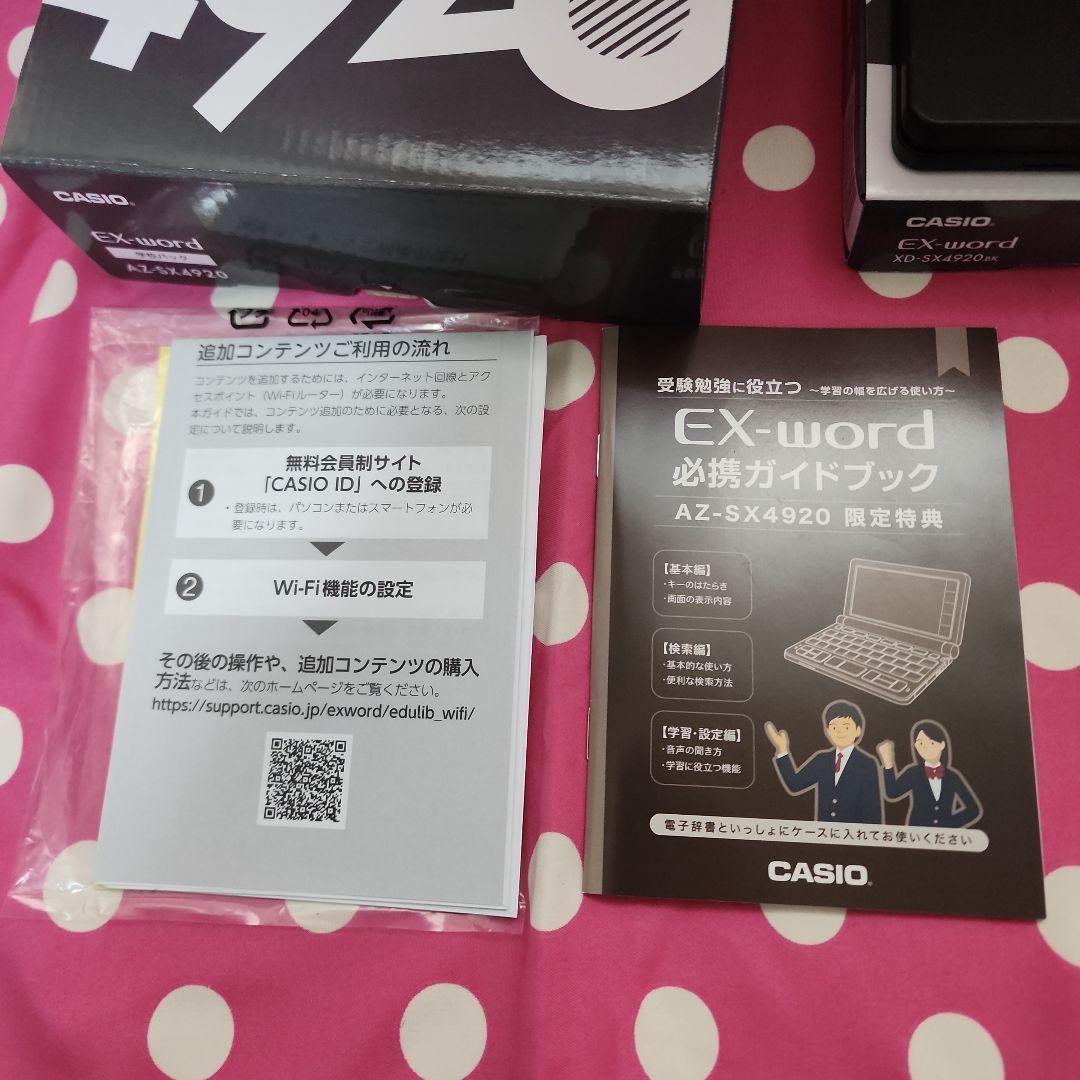 4920
CASIO
EX-word
学校パック
AZ-SX4920
CASIO
EX-word
XD-SX4920BK
追加コンテンツご利用の流れ
コンテンツを追加するためには、インターネット回線とアク
セスポイント（Wi-Fiルーター）が必要になります。
本ガイドでは、コンテンツ追加のために必要となる、次の設
定について説明します。
1
無料会員制サイト
「CASIO ID」への登録
・登録時は、パソコンまたはスマートフォンが必
要になります。
2
Wi-Fi機能の設定
その後の操作や、追加コンテンツの購入
方法などは、次のホームページをご覧ください。
https://support.casio.jp/exword/edulib_wifi/
受験勉強に役立つ ～学習の幅を広げる使い方～
EX-word
必携ガイドブック
AZ-SX4920 限定特典
【基本編】
・キーのはたらき
・画面の表示内容
【検索編】
・基本的な使い方
・便利な検索方法
【学習・設定編】
・音声の聞き方
・学習に役立つ機能
電子辞書といっしょにケースに入れてお使いください
CASIO